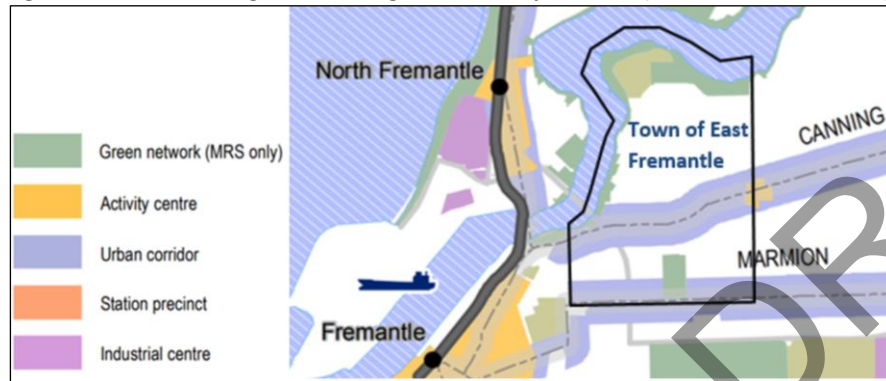 North Fremantle
Green network (MRS only)
Activity centre
Urban corridor
Station precinct
Industrial centre
Town of East
Fremantle
CANNING
MARMION
Fremantle
DR